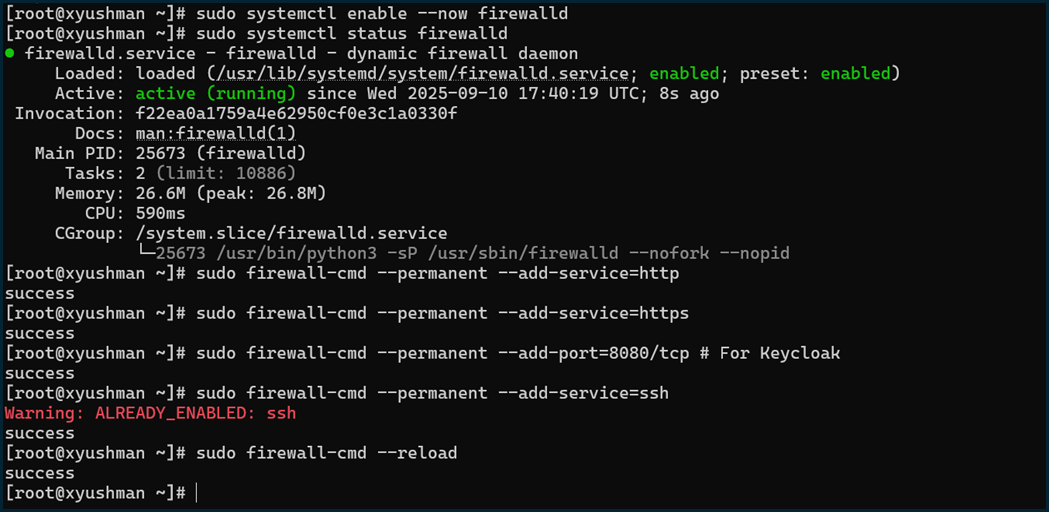 [root@xyushman ~]# sudo systemctl enable --now firewalld
[root@xyushman ~]# sudo systemctl status firewalld
● firewalld.service - firewalld - dynamic firewall daemon
     Loaded: loaded (/usr/lib/systemd/system/firewalld.service; enabled; preset: enabled)
     Active: active (running) since Wed 2025-09-10 17:40:19 UTC; 8s ago
 Invocation: f22ea0a1759a4e62950cf0e3c1a0330f
       Docs: man:firewalld(1)
   Main PID: 25673 (firewalld)
      Tasks: 2 (limit: 10886)
     Memory: 26.6M (peak: 26.8M)
        CPU: 590ms
     CGroup: /system.slice/firewalld.service
             └─25673 /usr/bin/python3 -sP /usr/sbin/firewalld --nofork --nopid
[root@xyushman ~]# sudo firewall-cmd --permanent --add-service=http
success
[root@xyushman ~]# sudo firewall-cmd --permanent --add-service=https
success
[root@xyushman ~]# sudo firewall-cmd --permanent --add-port=8080/tcp # For Keycloak
success
[root@xyushman ~]# sudo firewall-cmd --permanent --add-service=ssh
Warning: ALREADY_ENABLED: ssh
success
[root@xyushman ~]# sudo firewall-cmd --reload
success
[root@xyushman ~]#